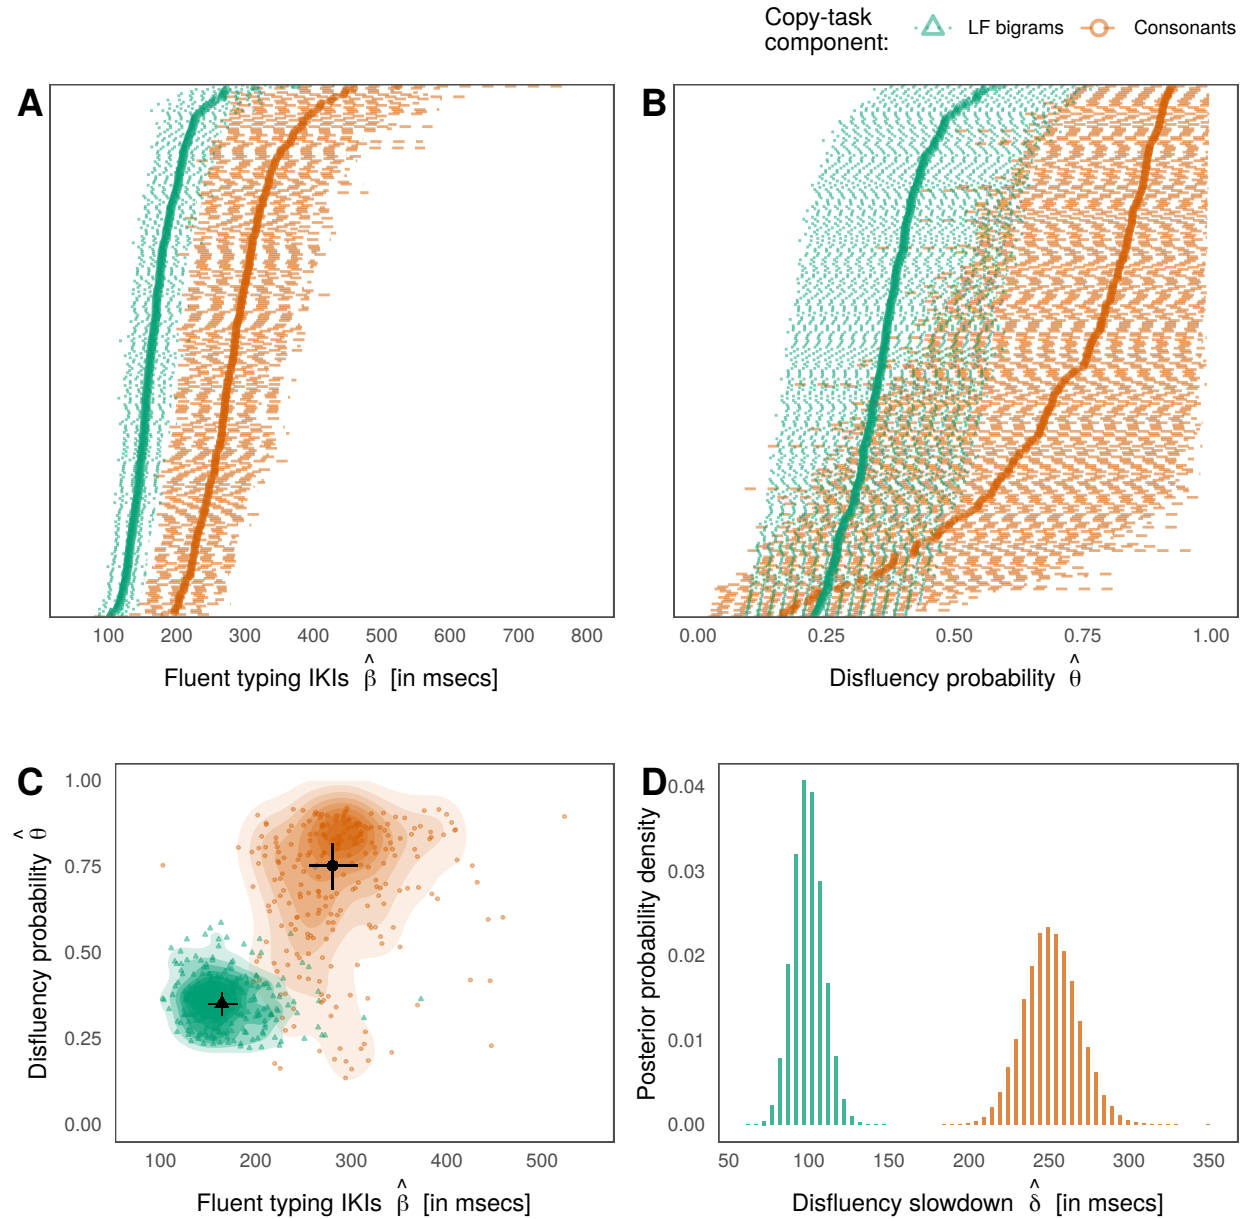 Copy-task
component:
LF bigrams
Consonants
A
100 200 300 400 500 600 700 800
Fluent typing IKIs β̂ [in msecs]
B
0.00 0.25 0.50 0.75 1.00
Disfluency probability θ̂
C
1.00
0.75
0.50
0.25
0.00
Disfluency probability θ̂
100 200 300 400 500
Fluent typing IKIs β̂ [in msecs]
D
0.04
0.03
0.02
0.01
0.00
Posterior probability density
50 100 150 200 250 300 350
Disfluency slowdown δ̂ [in msecs]